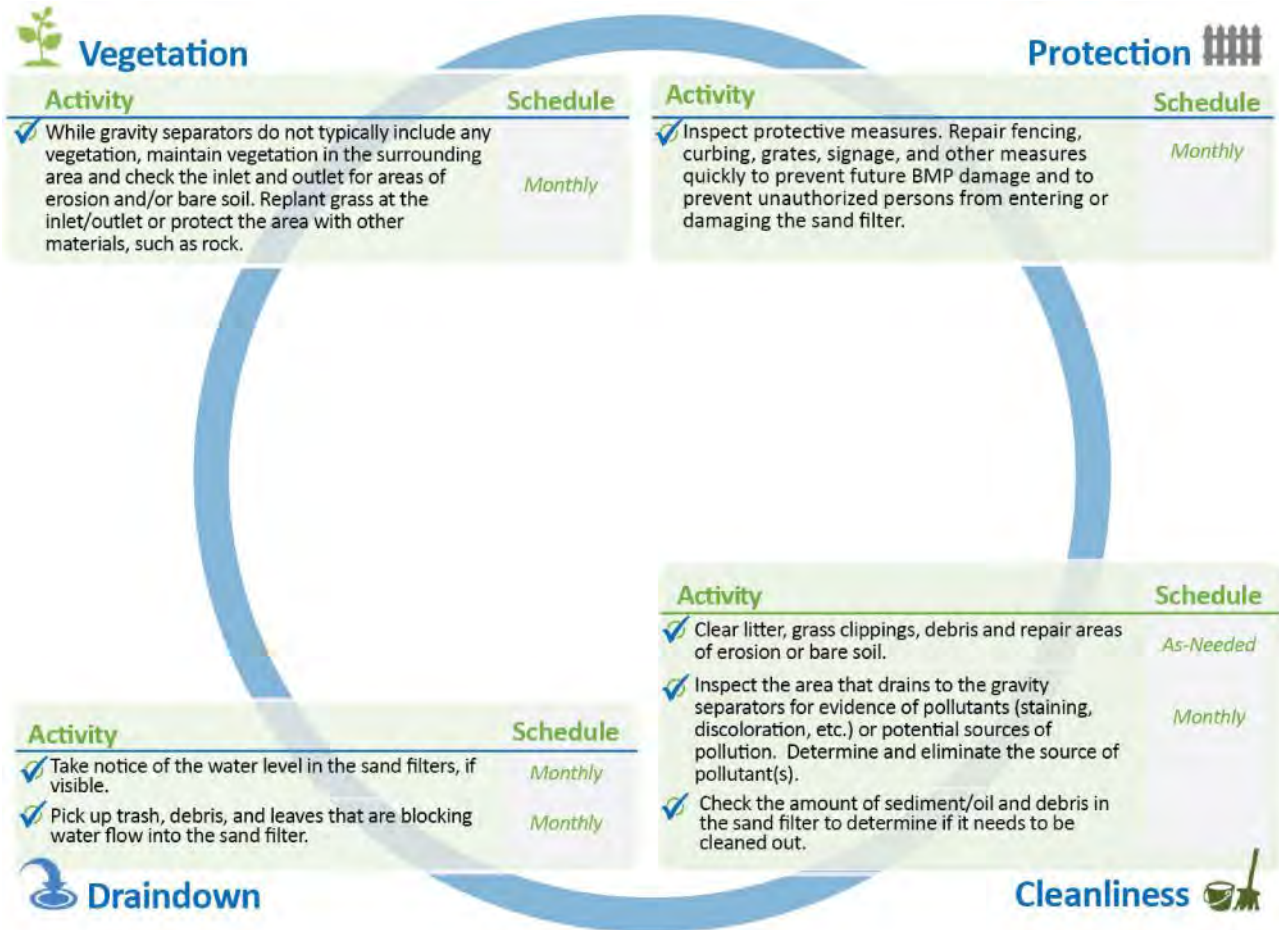 Vegetation
Activity Schedule
While gravity separators do not typically include any
vegetation, maintain vegetation in the surrounding
area and check the inlet and outlet for areas of
erosion and/or bare soil. Replant grass at the
inlet/outlet or protect the area with other
materials, such as rock.
Monthly
Protection
Activity Schedule
Inspect protective measures. Repair fencing,
curbing, grates, signage, and other measures
quickly to prevent future BMP damage and to
prevent unauthorized persons from entering or
damaging the sand filter.
Monthly
Activity Schedule
Take notice of the water level in the sand filters, if
visible.
Monthly
Pick up trash, debris, and leaves that are blocking
water flow into the sand filter.
Monthly
Draindown
Activity Schedule
Clear litter, grass clippings, debris and repair areas
of erosion or bare soil.
As-Needed
Inspect the area that drains to the gravity
separators for evidence of pollutants (staining,
discoloration, etc.) or potential sources of
pollution. Determine and eliminate the source of
pollutant(s).
Monthly
Check the amount of sediment/oil and debris in
the sand filter to determine if it needs to be
cleaned out.
Cleanliness